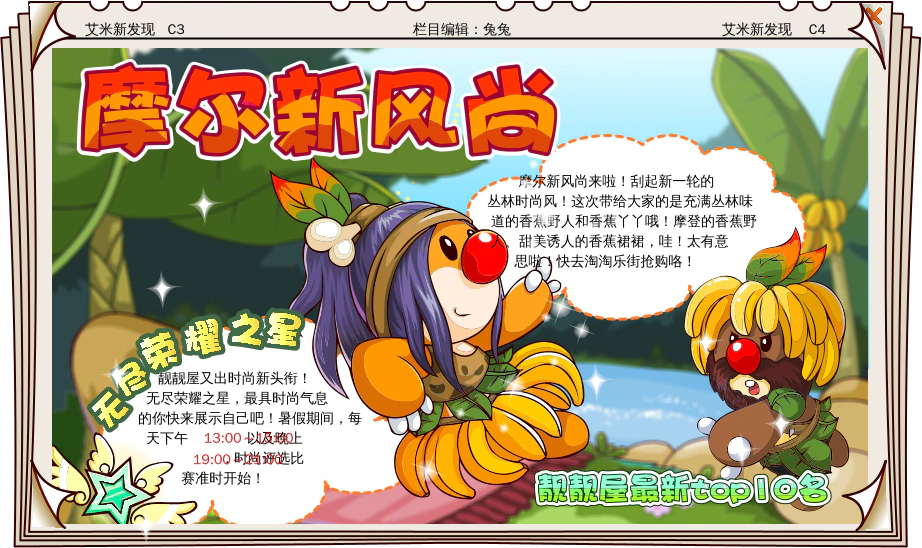 艾米新发现 C3
栏目编辑：兔兔
艾米新发现 C4
摩尔新风尚
摩尔新风尚来啦！刮起新一轮的
丛林时尚风！这次带给大家的是充满丛林味
道的香蕉野人和香蕉丫丫哦！摩登的香蕉野
人、甜美诱人的香蕉裙裙，哇！太有意
思啦！快去淘淘乐街抢购咯！
无尽荣耀之星
靓靓屋又出时尚新头衔！
无尽荣耀之星，最具时尚气息
的你快来展示自己吧！暑假期间，每
天下午 13:00 以及晚上
19:00 时尚评选比
赛准时开始！
靓靓屋最新top10名